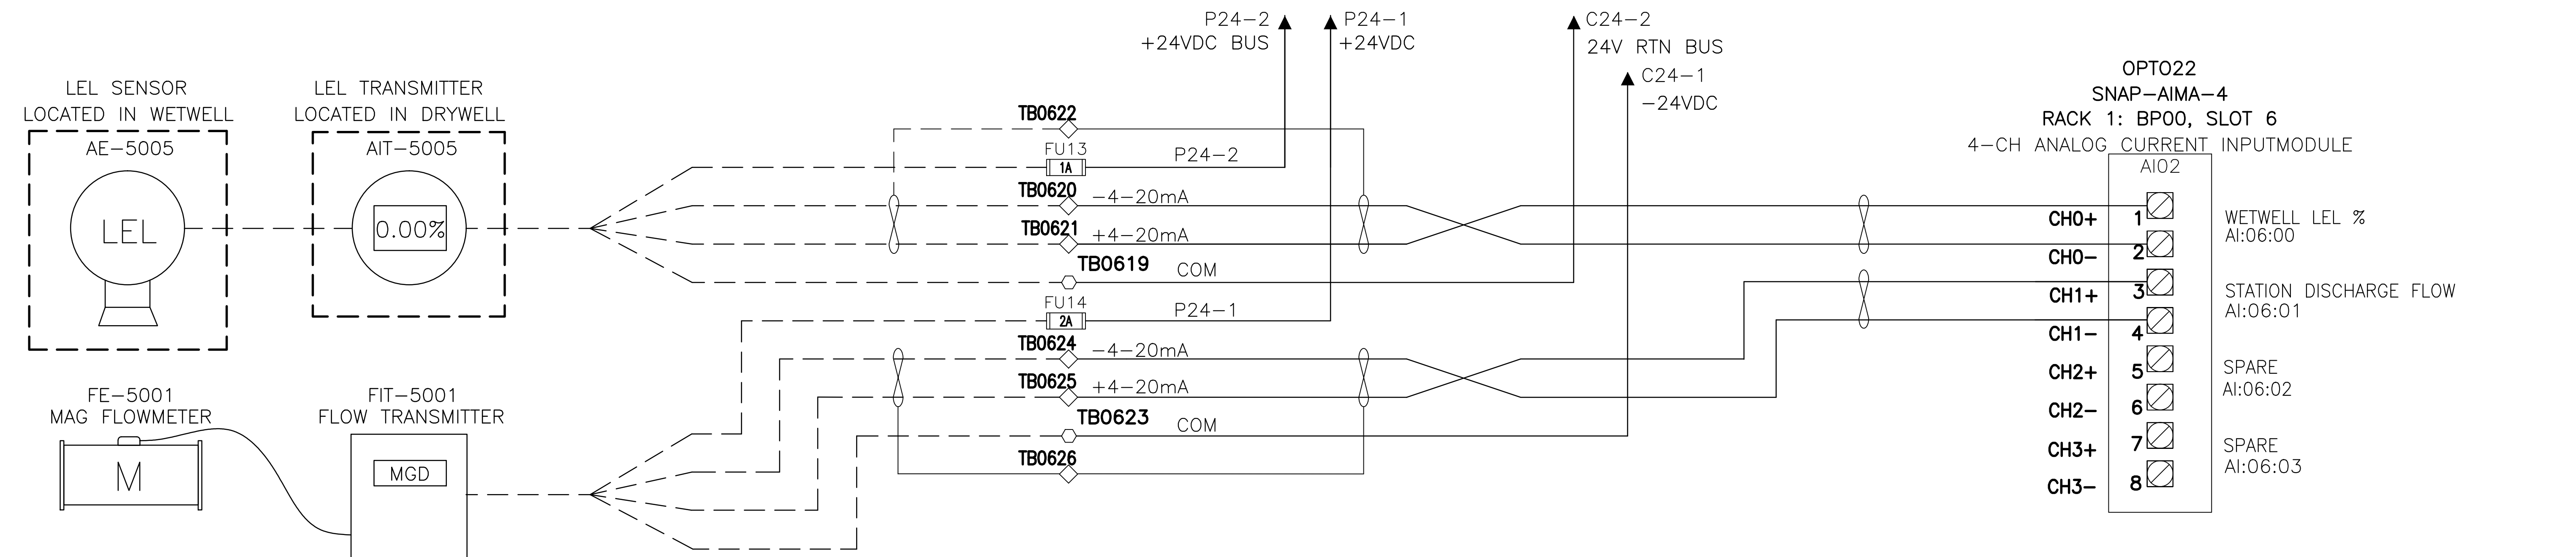 P24-2
+24VDC BUS
P24-1
+24VDC
C24-2
24V RTN BUS
C24-1
-24VDC
LEL SENSOR
LOCATED IN WETWELL
AE-5005
LEL
LEL TRANSMITTER
LOCATED IN DRYWELL
AIT-5005
0.00%
TB0622
FU13
1A
P24-2
TB0620
-4-20mA
TB0621
+4-20mA
TB0619
COM
FU14
2A
P24-1
TB0624
-4-20mA
TB0625
+4-20mA
TB0623
COM
TB0626
FE-5001
MAG FLOWMETER
M
FIT-5001
FLOW TRANSMITTER
MGD
OPTO22
SNAP-AIMA-4
RACK 1: BP00, SLOT 6
4-CH ANALOG CURRENT INPUTMODULE
AI02
CH0+ 1
CH0- 2
CH1+ 3
CH1- 4
CH2+ 5
CH2- 6
CH3+ 7
CH3- 8
WETWELL LEL %
AI:06:00
STATION DISCHARGE FLOW
AI:06:01
SPARE
AI:06:02
SPARE
AI:06:03